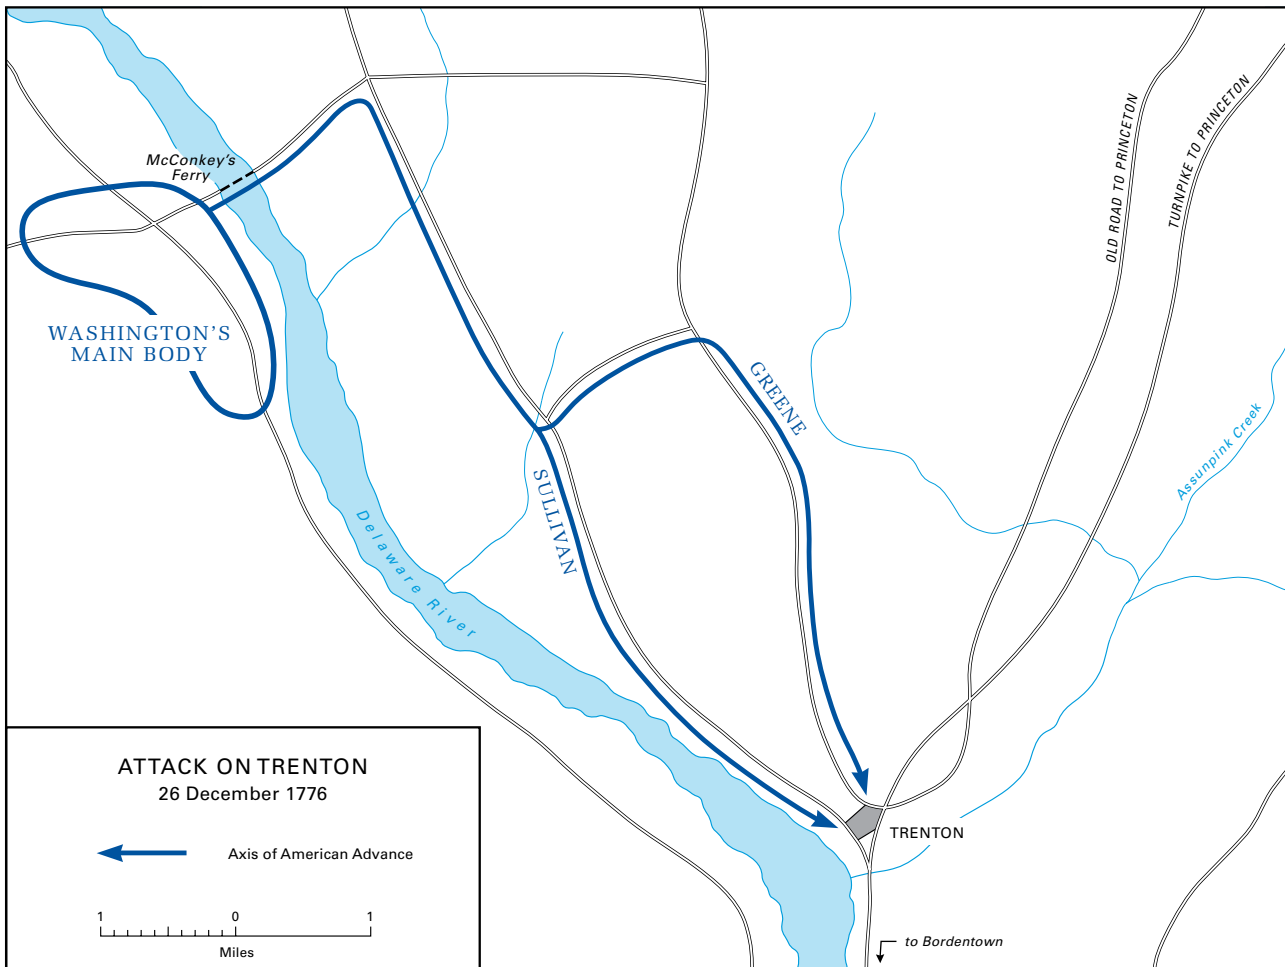 McConkey's
Ferry
WASHINGTON'S
MAIN BODY
OLD ROAD TO PRINCETON
TURNPIKE TO PRINCETON
GREENE
SULLIVAN
Assunpink Creek
Delaware River
TRENTON
to Bordentown
ATTACK ON TRENTON
26 December 1776
Axis of American Advance
1 0 1
Miles